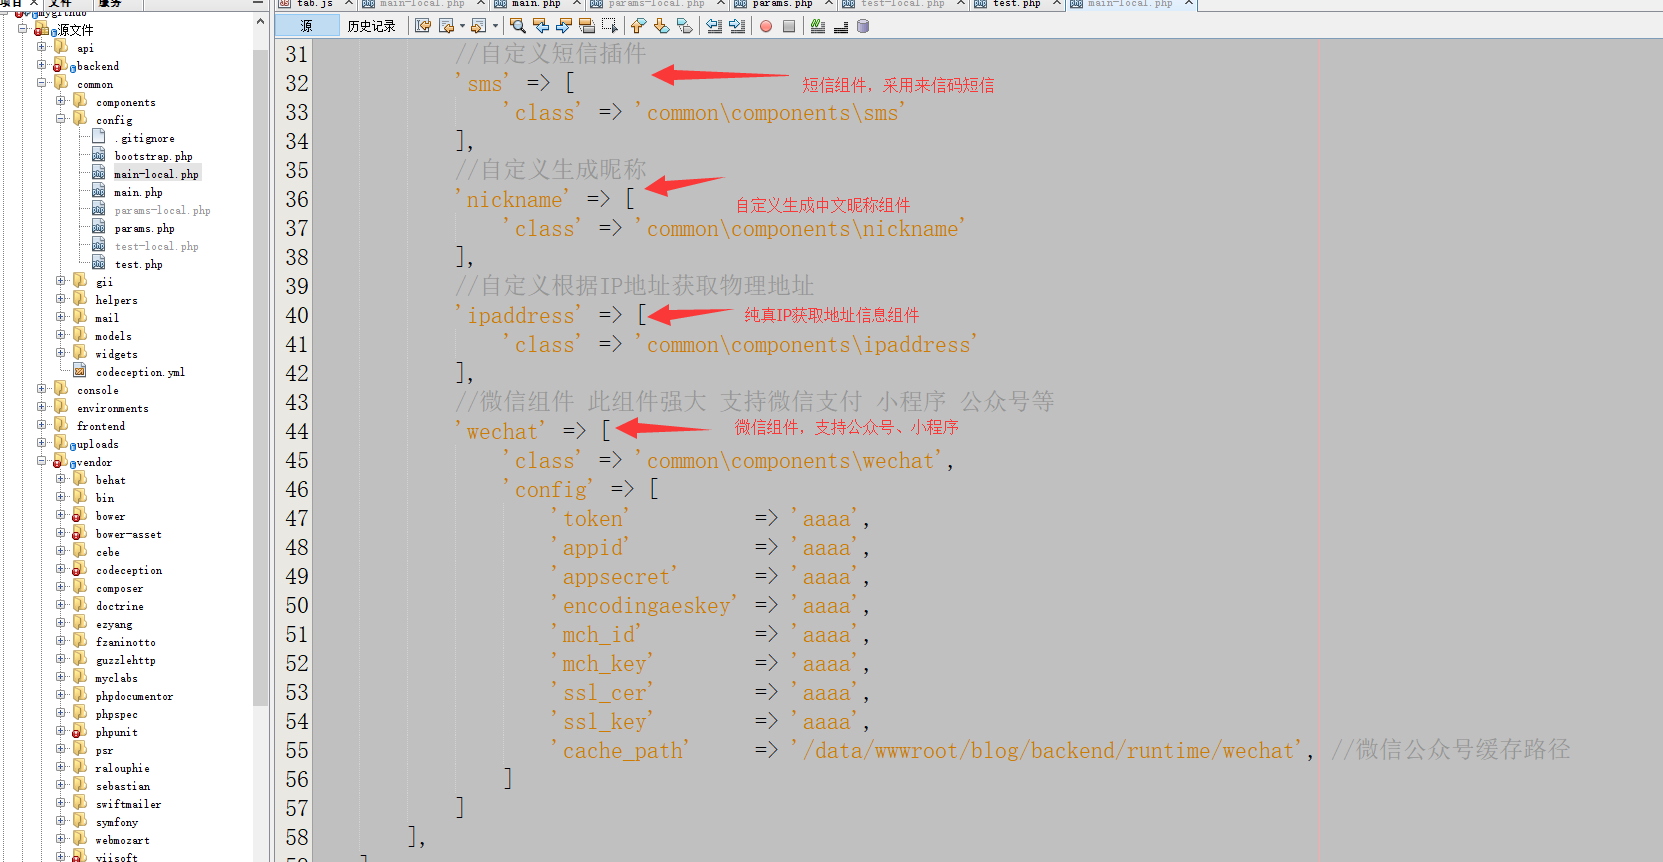 项目 文件 服务
mygithub
源文件
api
backend
common
components
config
.gitignore
bootstrap.php
main-local.php
main.php
params-local.php
params.php
test-local.php
test.php
gii
helpers
mail
models
widgets
codeception.yml
console
environments
frontend
uploads
vendor
behat
bin
bower
bower-asset
cebe
codeception
composer
doctrine
ezyang
fzaninotto
guzzlehttp
myclabs
phpdocumentor
phpspec
phpunit
psr
ralouphie
sebastian
swiftmailer
symfony
webmozart
yiisoft
tab.js main-local.php main.php params-local.php params.php test-local.php test.php main-local.php
源 历史记录
31 //自定义短信插件
32 'sms' => [
短信组件，采用来信码短信
33 'class' => 'common\components\sms'
34 ],
35 //自定义生成昵称
36 'nickname' => [
自定义生成中文昵称组件
37 'class' => 'common\components\nickname'
38 ],
39 //自定义根据IP地址获取物理地址
40 'ipaddress' => [
纯真IP获取地址信息组件
41 'class' => 'common\components\ipaddress'
42 ],
43 //微信组件 此组件强大 支持微信支付 小程序 公众号等
44 'wechat' => [
微信组件，支持公众号、小程序
45 'class' => 'common\components\wechat',
46 'config' => [
47 'token' => 'aaaa',
48 'appid' => 'aaaa',
49 'appsecret' => 'aaaa',
50 'encodingaeskey' => 'aaaa',
51 'mch_id' => 'aaaa',
52 'mch_key' => 'aaaa',
53 'ssl_cer' => 'aaaa',
54 'ssl_key' => 'aaaa',
55 'cache_path' => '/data/wwwroot/blog/backend/runtime/wechat', //微信公众号缓存路径
56 ]
57 ]
58 ],